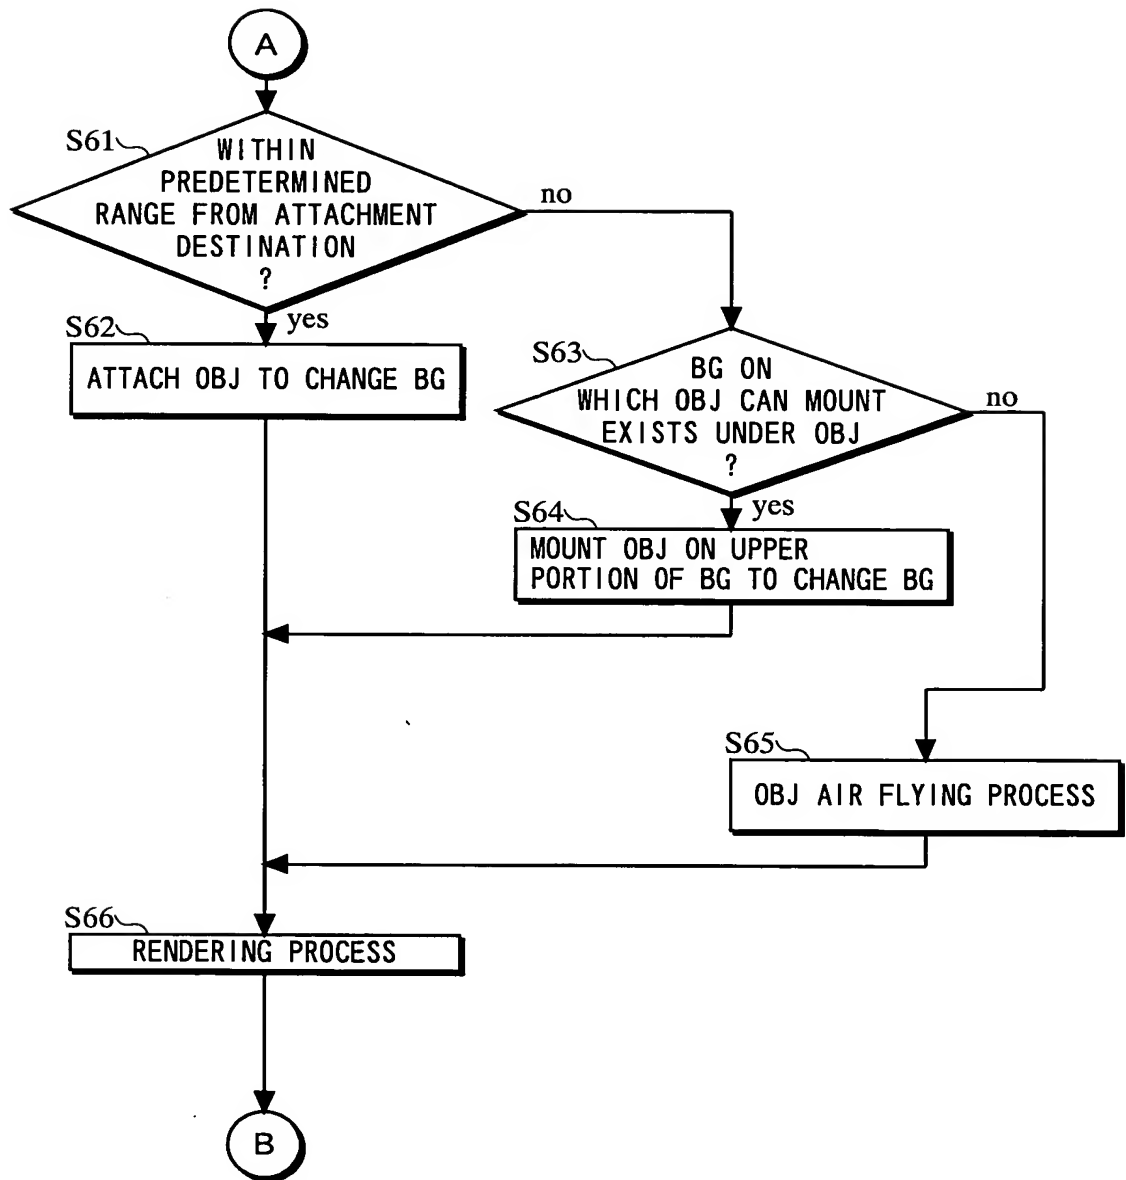 A
S61
WITHIN
PREDETERMINED
RANGE FROM ATTACHMENT
DESTINATION
?
no
yes
S62
ATTACH OBJ TO CHANGE BG
S63
BG ON
WHICH OBJ CAN MOUNT
EXISTS UNDER OBJ
?
no
yes
S64
MOUNT OBJ ON UPPER
PORTION OF BG TO CHANGE BG
S65
OBJ AIR FLYING PROCESS
S66
RENDERING PROCESS
B